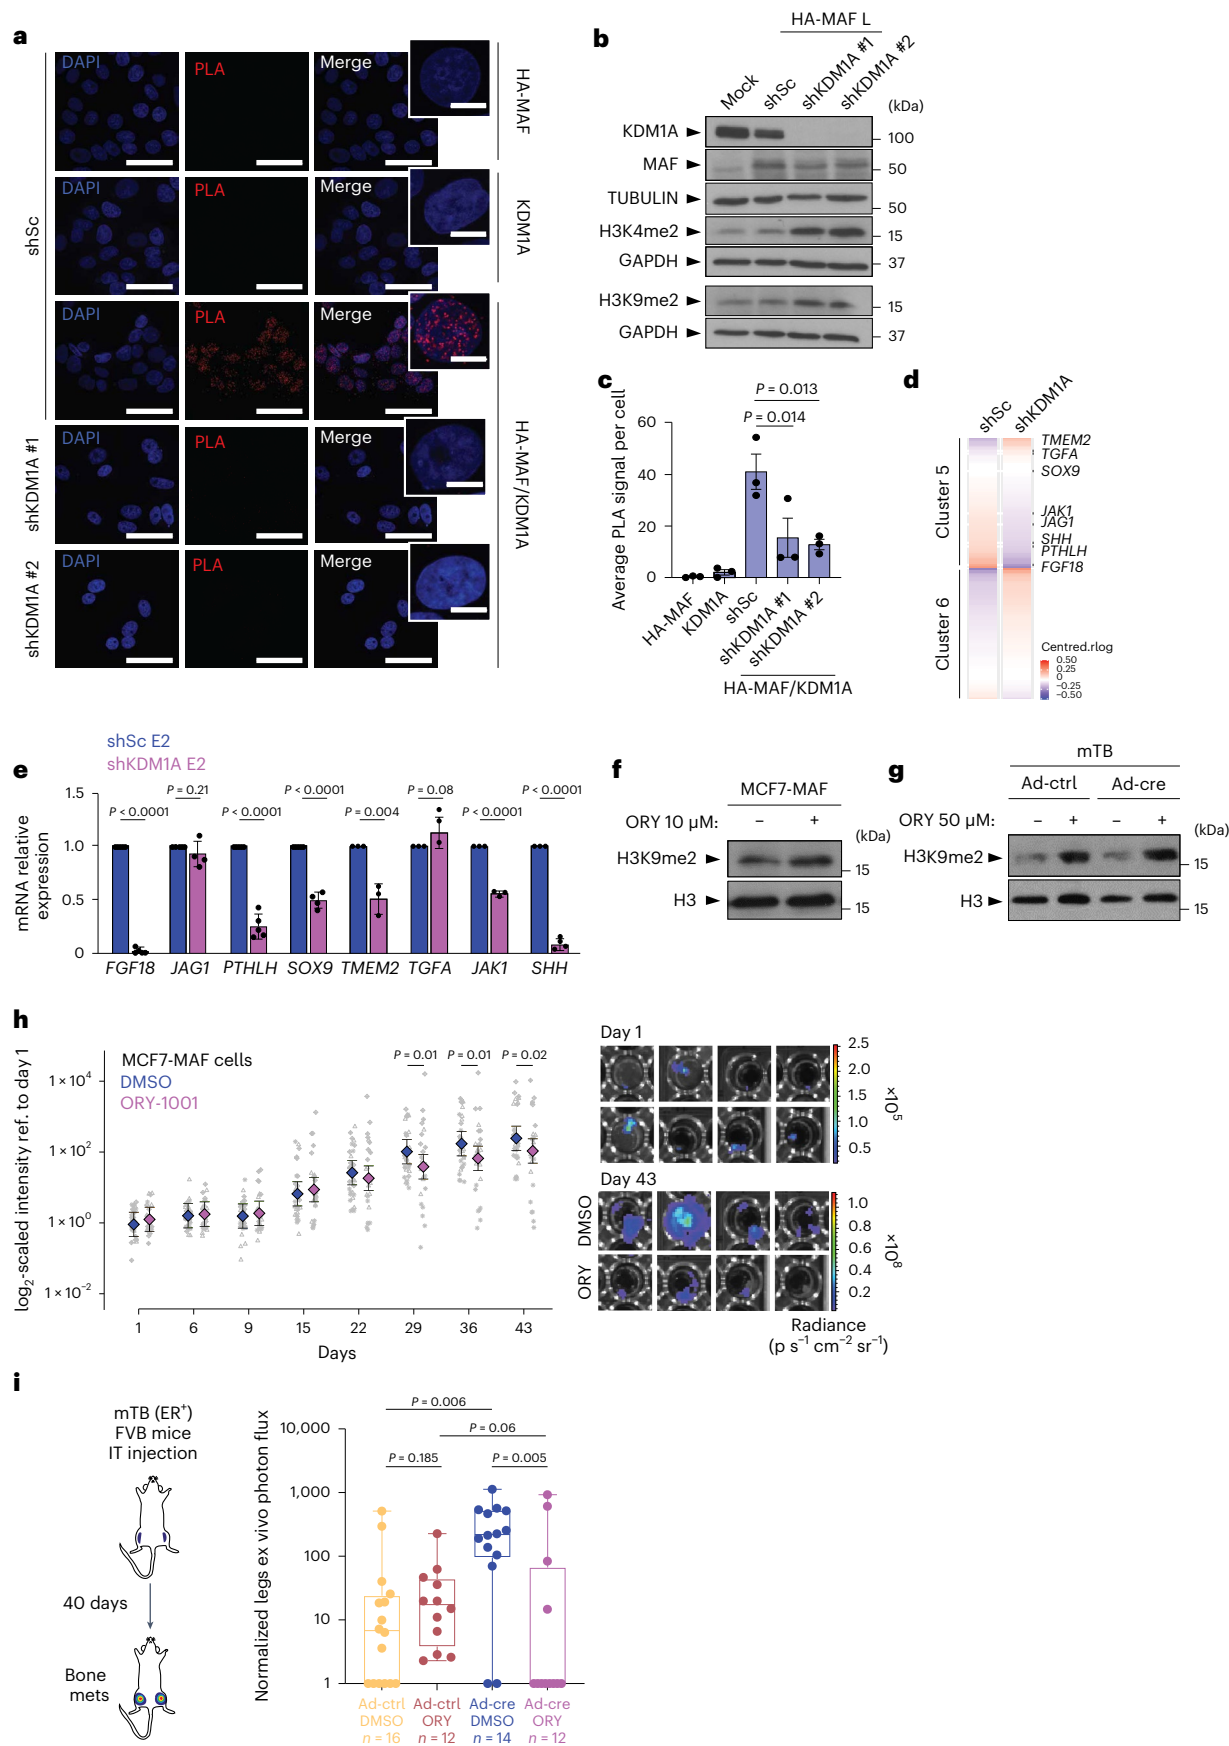 a
DAPI
PLA
Merge
HA-MAF
DAPI
PLA
Merge
KDM1A
shSc
DAPI
PLA
Merge
DAPI
PLA
Merge
HA-MAF/KDM1A
shKDM1A #1
DAPI
PLA
Merge
shKDM1A #2
b
HA-MAF L
Mock
shSc
shKDM1A #1
shKDM1A #2
(kDa)
KDM1A
100
MAF
50
TUBULIN
50
H3K4me2
15
GAPDH
37
H3K9me2
15
GAPDH
37
c
P = 0.013
P = 0.014
Average PLA signal per cell
60
40
20
0
HA-MAF
KDM1A
shSc
shKDM1A #1
shKDM1A #2
HA-MAF/KDM1A
d
shSc
shKDM1A
Cluster 5
Cluster 6
TMEM2
TGFA
SOX9
JAK1
JAG1
SHH
PTHLH
FGF18
Centred.rlog
0.50
0.25
0
−0.25
−0.50
e
shSc E2
shKDM1A E2
mRNA relative
expression
1.5
1.0
0.5
0
P < 0.0001
P = 0.21
P < 0.0001
P < 0.0001
P = 0.004
P = 0.08
P < 0.0001
P < 0.0001
FGF18
JAG1
PTHLH
SOX9
TMEM2
TGFA
JAK1
SHH
f
MCF7-MAF
ORY 10 µM:
−
+
(kDa)
H3K9me2
15
H3
15
g
mTB
Ad-ctrl
Ad-cre
ORY 50 µM:
−
+
−
+
(kDa)
H3K9me2
15
H3
15
h
log2-scaled intensity ref. to day 1
MCF7-MAF cells
DMSO
ORY-1001
P = 0.01
P = 0.01
P = 0.02
1 × 10⁴
1 × 10²
1 × 10⁰
1 × 10⁻²
1
6
9
15
22
29
36
43
Days
Day 1
2.5
2.0
1.5
1.0
0.5
×10⁵
Day 43
DMSO
ORY
1.0
0.8
0.6
0.4
0.2
×10⁸
Radiance
(p s⁻¹ cm⁻² sr⁻¹)
i
mTB (ER⁺)
FVB mice
IT injection
40 days
Bone
mets
Normalized legs ex vivo photon flux
P = 0.006
P = 0.06
P = 0.185
P = 0.005
10,000
1,000
100
10
1
Ad-ctrl
DMSO
n = 16
Ad-ctrl
ORY
n = 12
Ad-cre
DMSO
n = 14
Ad-cre
ORY
n = 12